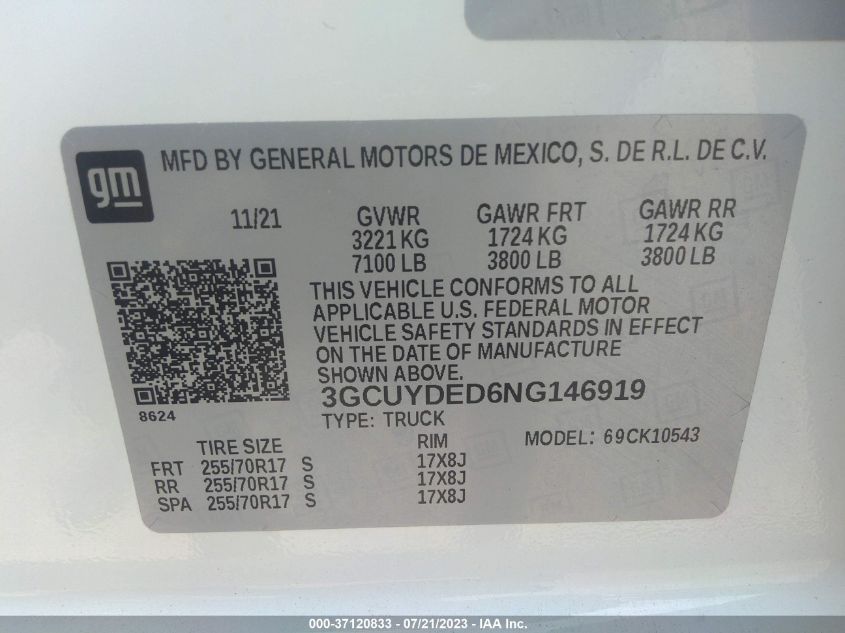 gm
MFD BY GENERAL MOTORS DE MEXICO, S. DE R.L. DE C.V.
11/21 GVWR GAWR FRT GAWR RR
3221 KG 1724 KG 1724 KG
7100 LB 3800 LB 3800 LB
THIS VEHICLE CONFORMS TO ALL
APPLICABLE U.S. FEDERAL MOTOR
VEHICLE SAFETY STANDARDS IN EFFECT
ON THE DATE OF MANUFACTURE
SHOWN ABOVE.
3GCUYDED6NG146919
8624
TYPE: TRUCK
MODEL: 69CK10543
TIRE SIZE RIM
FRT 255/70R17 S 17X8J
RR 255/70R17 S 17X8J
SPA 255/70R17 S 17X8J
000-37120833 - 07/21/2023 - IAA Inc.